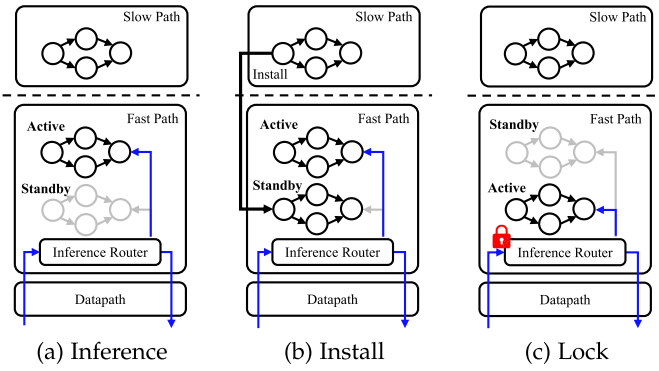 Slow Path
Fast Path
Active
Standby
Inference Router
Datapath
(a) Inference
Slow Path
Install
Fast Path
Active
Standby
Inference Router
Datapath
(b) Install
Slow Path
Fast Path
Standby
Active
Inference Router
Datapath
(c) Lock